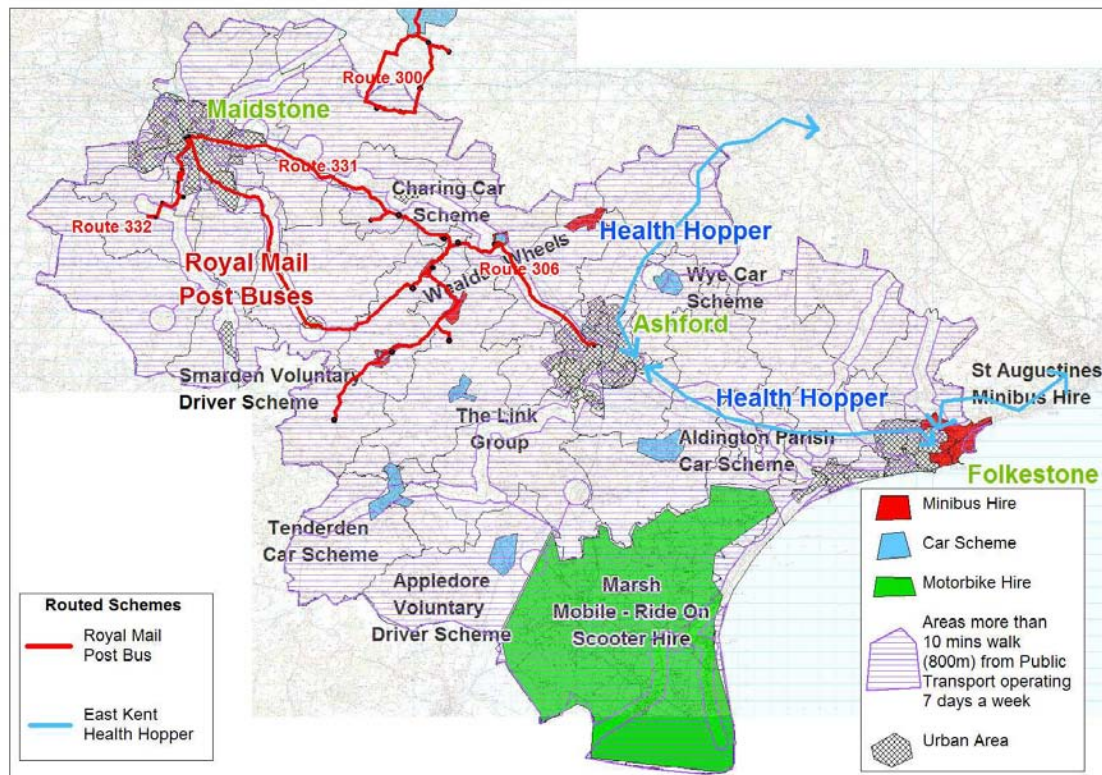 Route 300
Maidstone
Route 331
Charing Car
Scheme
Route 332
Health Hopper
Royal Mail
Post Buses
Wealden Wheels
Route 306
Wye Car
Scheme
Ashford
Smarden Voluntary
Driver Scheme
The Link
Group
Health Hopper
St Augustines
Minibus Hire
Aldington Parish
Car Scheme
Folkestone
Tenderden
Car Scheme
Appledore
Voluntary
Driver Scheme
Marsh
Mobile - Ride On
Scooter Hire
Routed Schemes
Royal Mail
Post Bus
East Kent
Health Hopper
Minibus Hire
Car Scheme
Motorbike Hire
Areas more than
10 mins walk
(800m) from Public
Transport operating
7 days a week
Urban Area